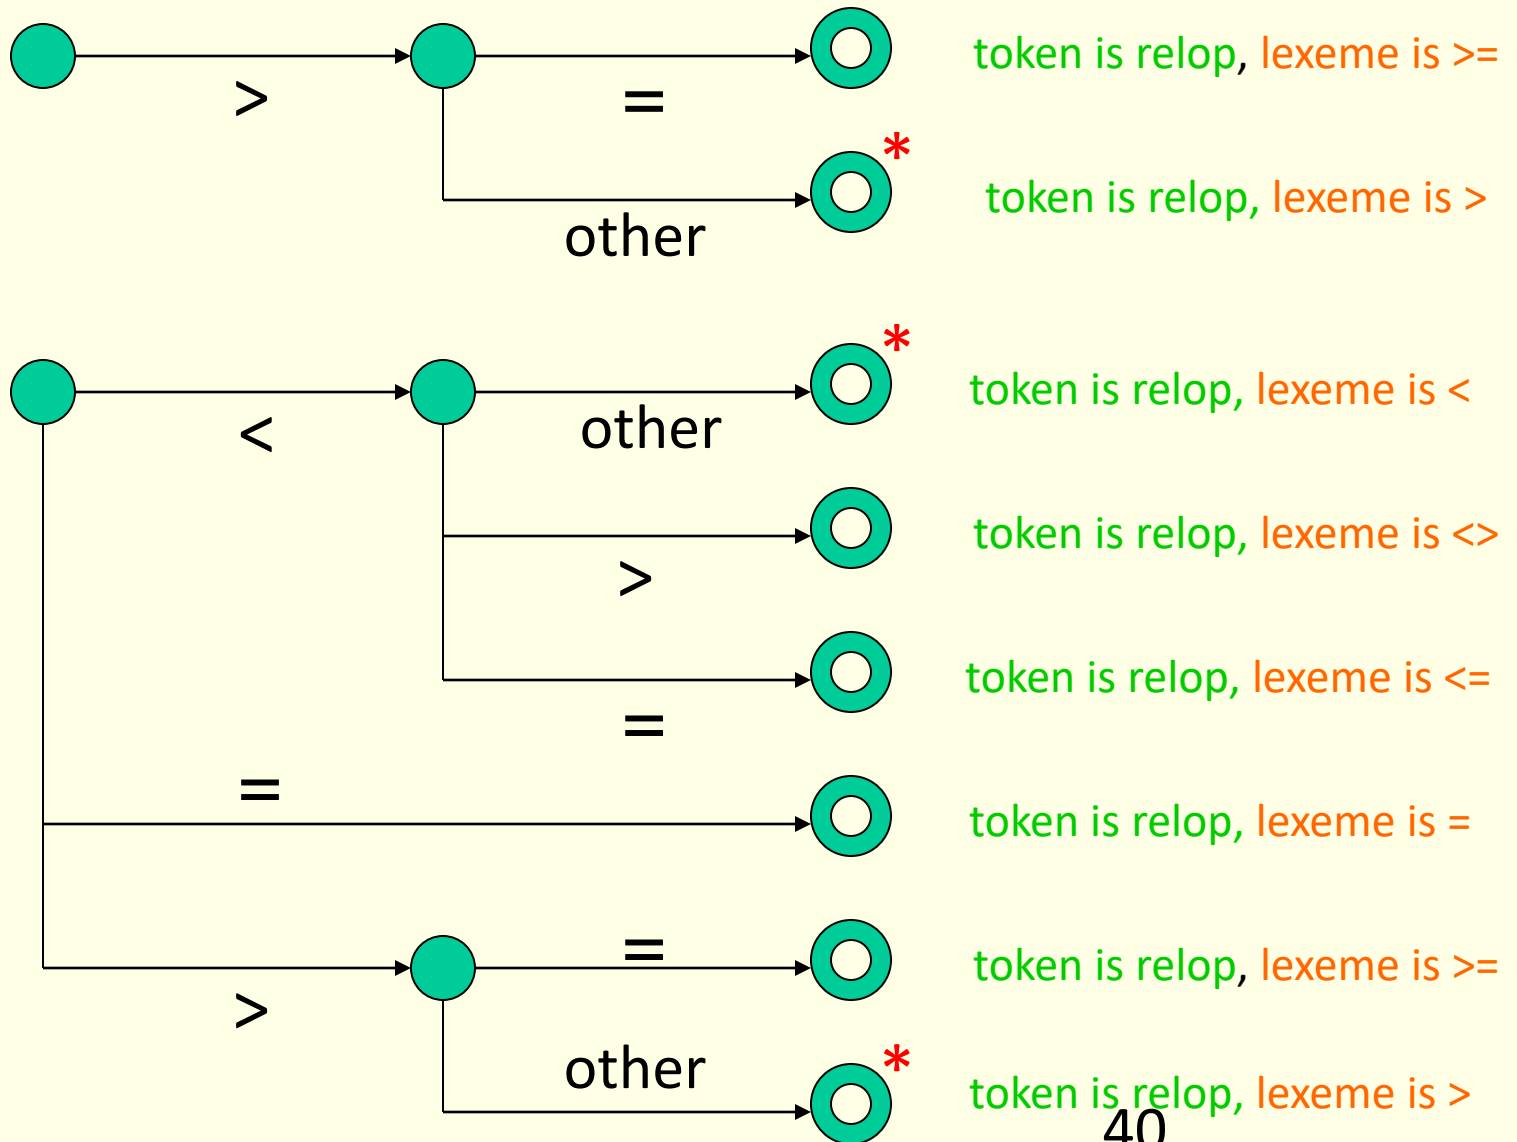 token is relop, lexeme is >=
> =
*
token is relop, lexeme is >
other
*
token is relop, lexeme is <
< other
token is relop, lexeme is <>
>
token is relop, lexeme is <=
=
=
token is relop, lexeme is =
=
token is relop, lexeme is >=
>
other *
token is relop, lexeme is >
40